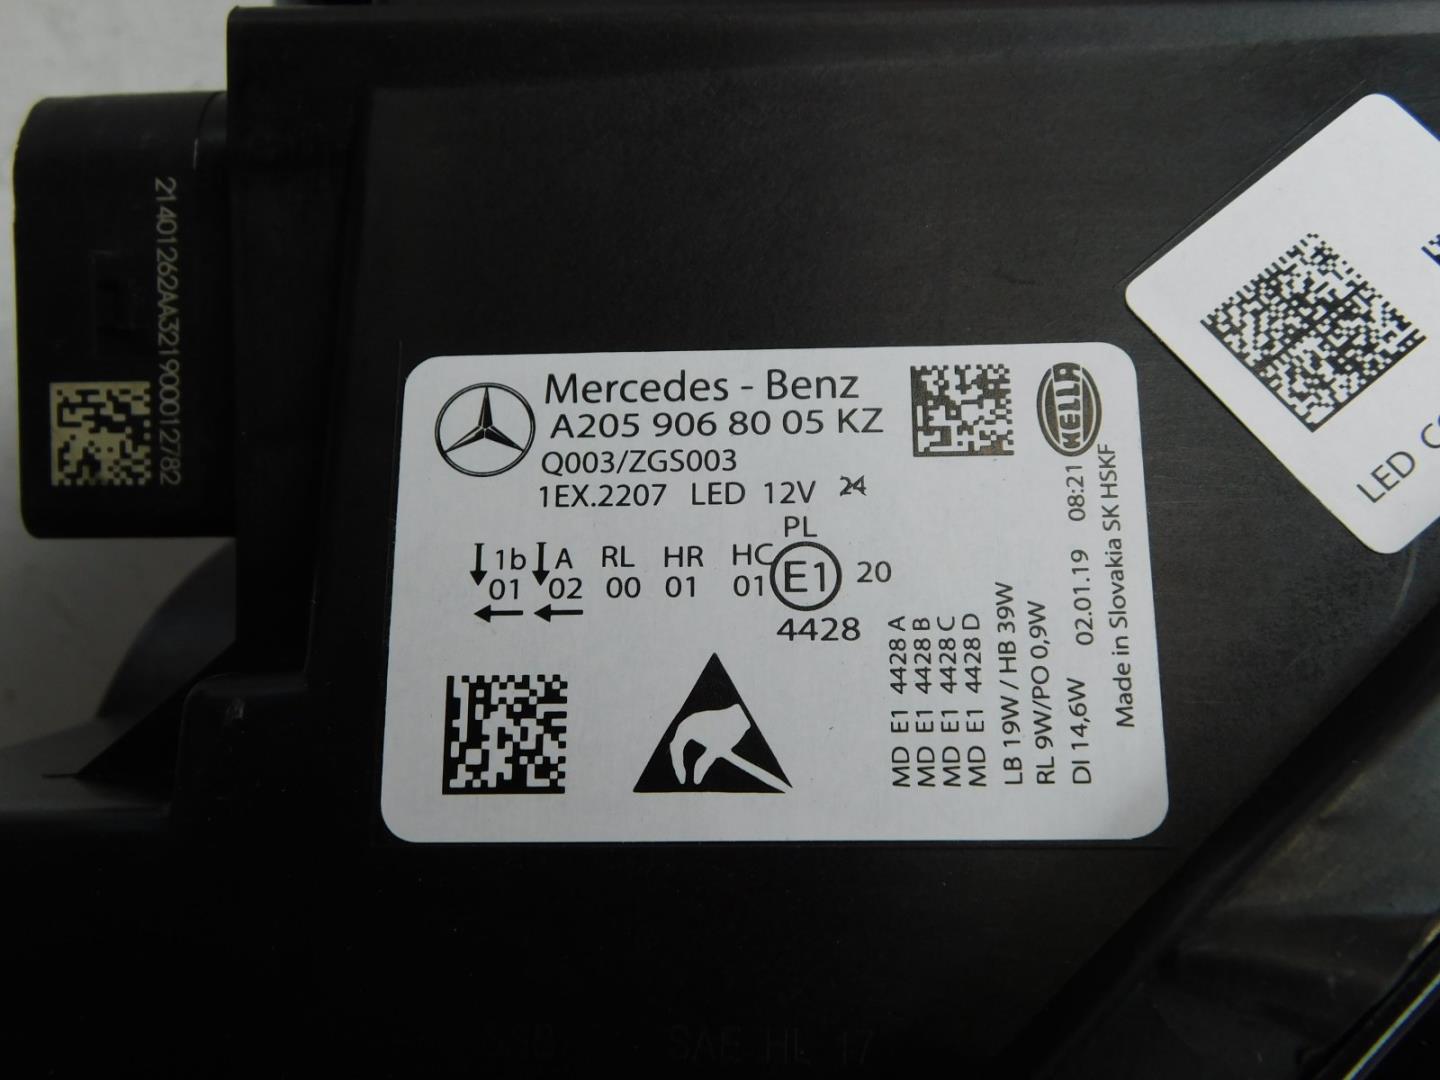 21401262AA321900012782
Mercedes - Benz
A205 906 80 05 KZ
Q003/ZGS003
1EX.2207 LED 12V 24
HELLA
PL
1b A RL HR HC
01 02 00 01 01 E1 20
4428
MD E1 4428 A
MD E1 4428 B
MD E1 4428 C
MD E1 4428 D
LB 19W / HB 39W
RL 9W/PO 0,9W
DI 14,6W 02.01.19 08:21
Made in Slovakia SK HSKF
LED
SAE HL 17